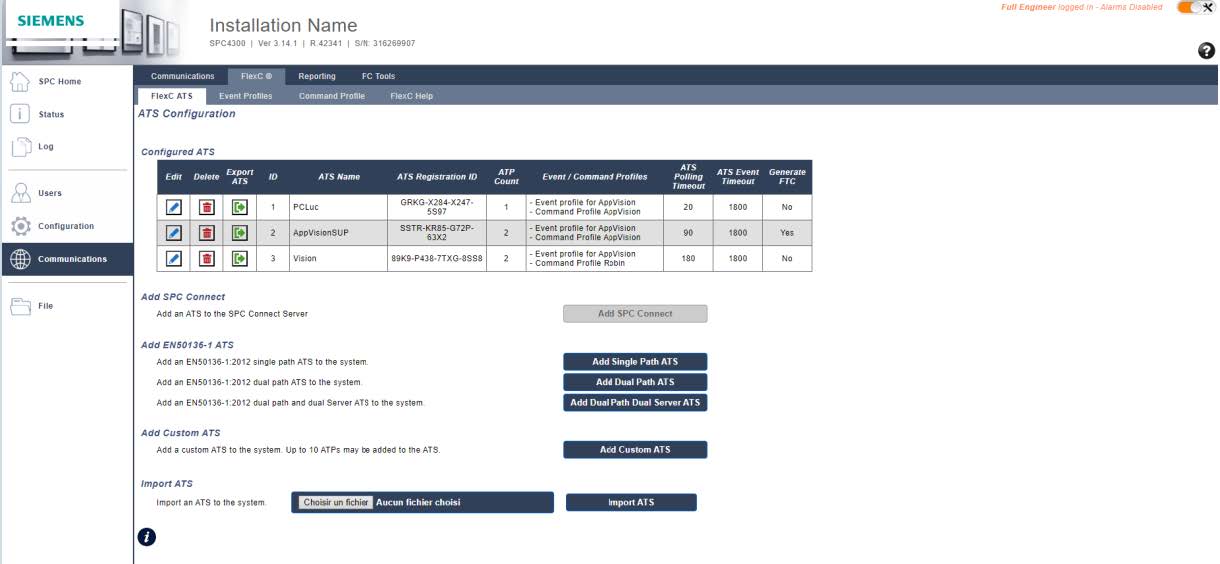 Full Engineer logged in - Alarms Disabled
SIEMENS
Installation Name
SPC4300 | Ver 3.14.1 | R.42341 | S/N: 316269907
?
SPC Home
Status
Log
Users
Configuration
Communications
File
Communications FlexC ® Reporting FC Tools
FlexC ATS Event Profiles Command Profile FlexC Help
ATS Configuration
Configured ATS
Edit Delete Export ATS ID ATS Name ATS Registration ID ATP Count Event / Command Profiles ATS Polling Timeout ATS Event Timeout Generate FTC
1 PCLuc GRKG-X284-X247-5S97 1 - Event profile for AppVision - Command Profile AppVision 20 1800 No
2 AppVisionSUP SSTR-KR85-G72P-63X2 2 - Event profile for AppVision - Command Profile AppVision 90 1800 Yes
3 Vision 89K9-P438-7TXG-8SS8 2 - Event profile for AppVision - Command Profile Robin 180 1800 No
Add SPC Connect
Add an ATS to the SPC Connect Server Add SPC Connect
Add EN50136-1 ATS
Add an EN50136-1:2012 single path ATS to the system. Add Single Path ATS
Add an EN50136-1:2012 dual path ATS to the system. Add Dual Path ATS
Add an EN50136-1:2012 dual path and dual Server ATS to the system. Add Dual Path Dual Server ATS
Add Custom ATS
Add a custom ATS to the system. Up to 10 ATPs may be added to the ATS. Add Custom ATS
Import ATS
Import an ATS to the system. Choisir un fichier Aucun fichier choisi Import ATS
i